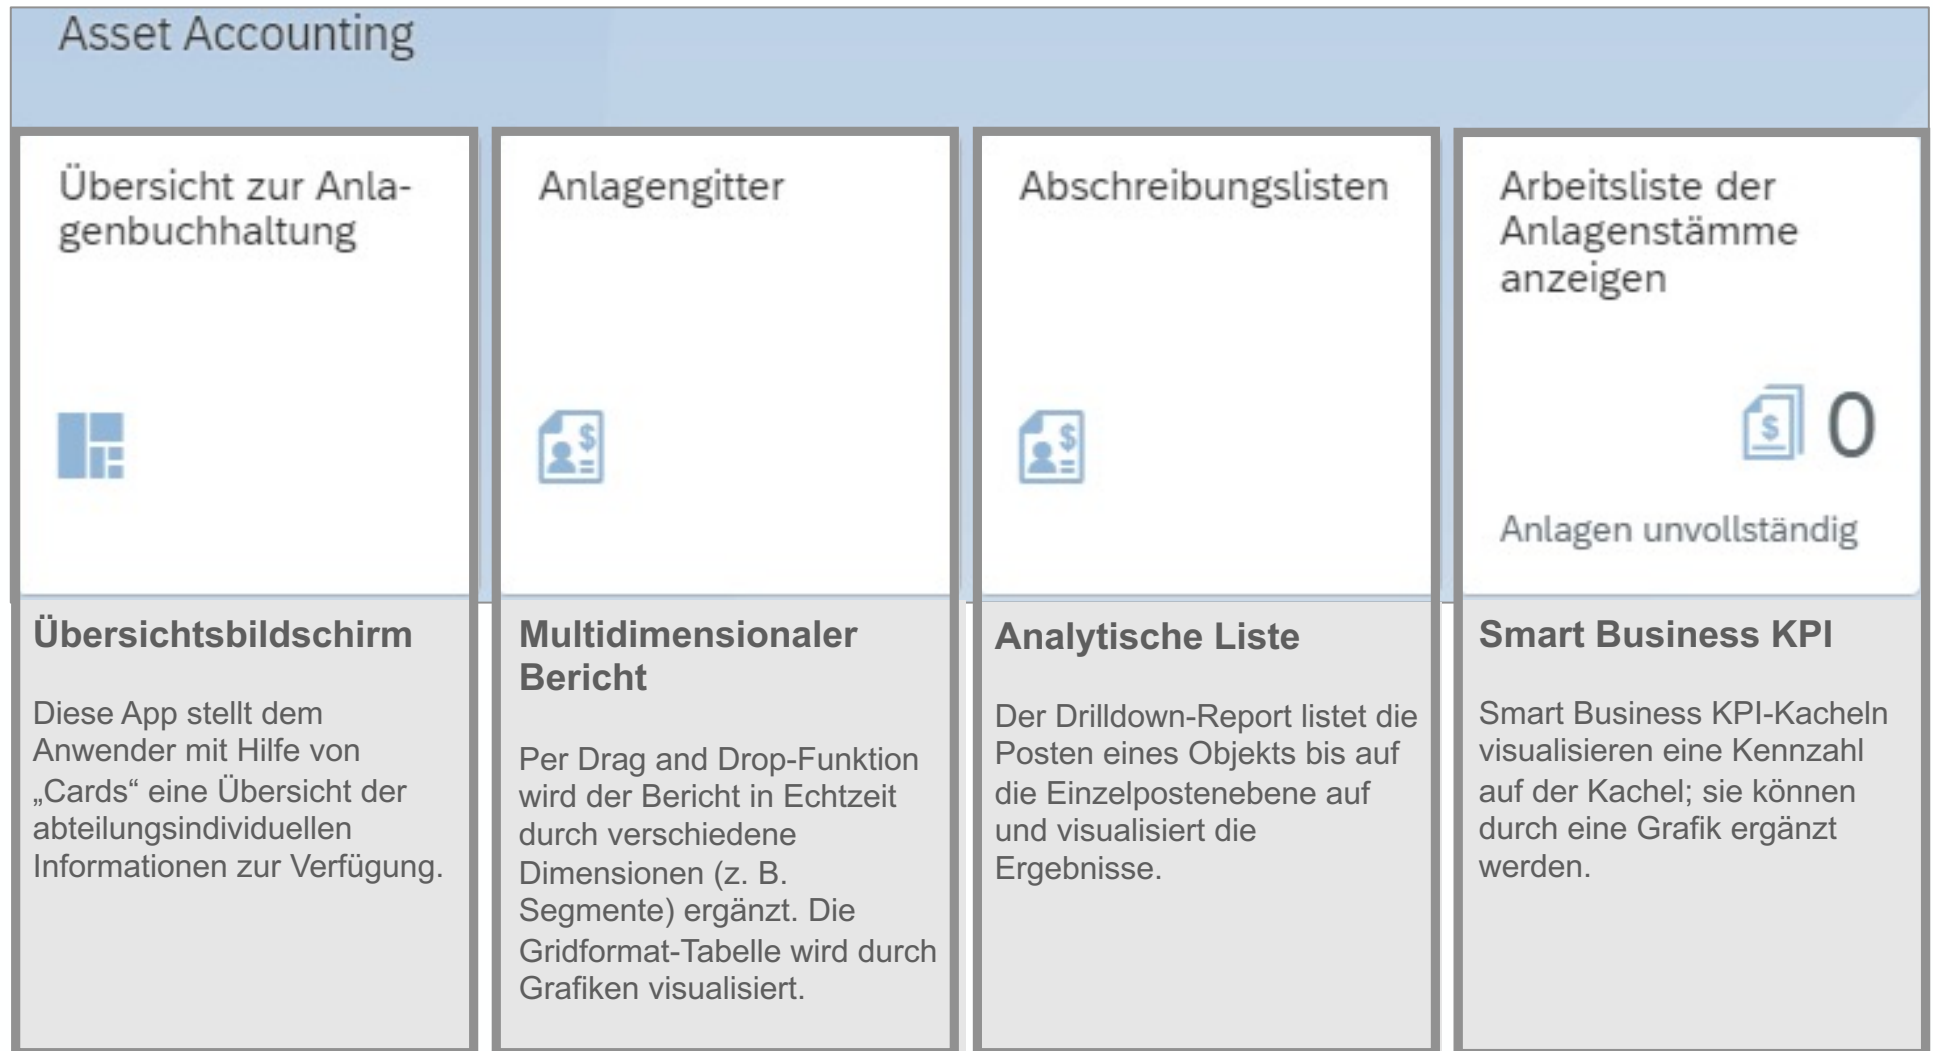 Asset Accounting
Übersicht zur Anla-
genbuchhaltung
Übersichtsbildschirm
Diese App stellt dem
Anwender mit Hilfe von
„Cards“ eine Übersicht der
abteilungsindividuellen
Informationen zur Verfügung.
Anlagengitter
Multidimensionaler
Bericht
Per Drag and Drop-Funktion
wird der Bericht in Echtzeit
durch verschiedene
Dimensionen (z. B.
Segmente) ergänzt. Die
Gridformat-Tabelle wird durch
Grafiken visualisiert.
Abschreibungslisten
Analytische Liste
Der Drilldown-Report listet die
Posten eines Objekts bis auf
die Einzelpostenebene auf
und visualisiert die
Ergebnisse.
Arbeitsliste der
Anlagenstämme
anzeigen
$ 0
Anlagen unvollständig
Smart Business KPI
Smart Business KPI-Kacheln
visualisieren eine Kennzahl
auf der Kachel; sie können
durch eine Grafik ergänzt
werden.